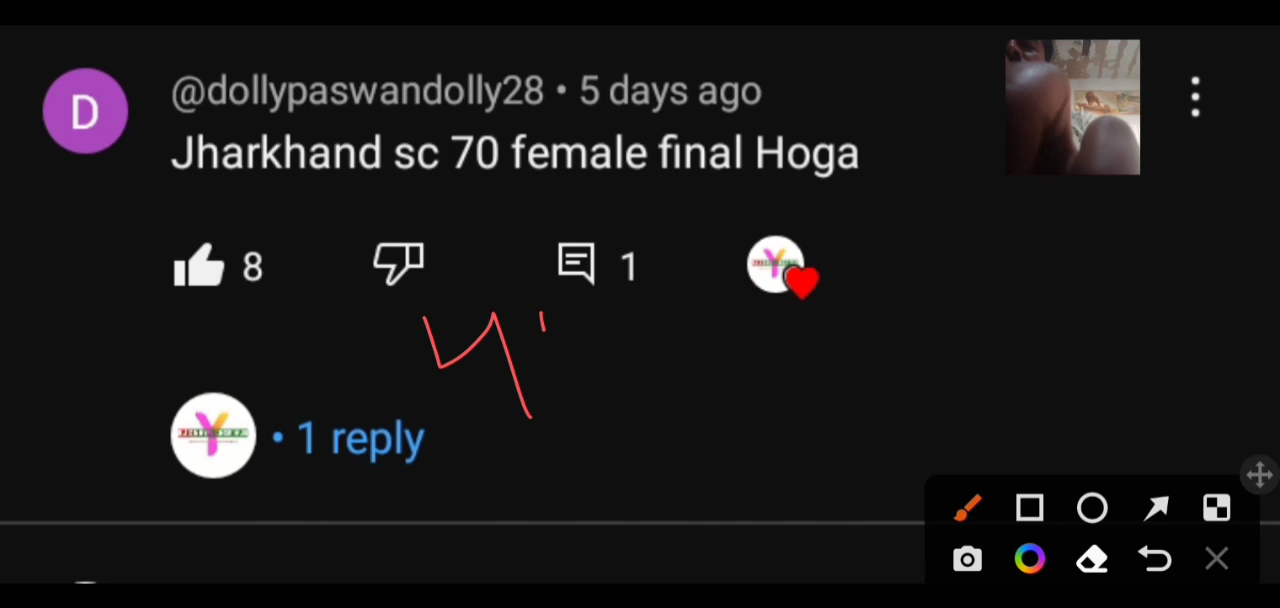 D
@dollypaswandolly28 • 5 days ago
Jharkhand sc 70 female final Hoga
8
1
Y
Y
• 1 reply